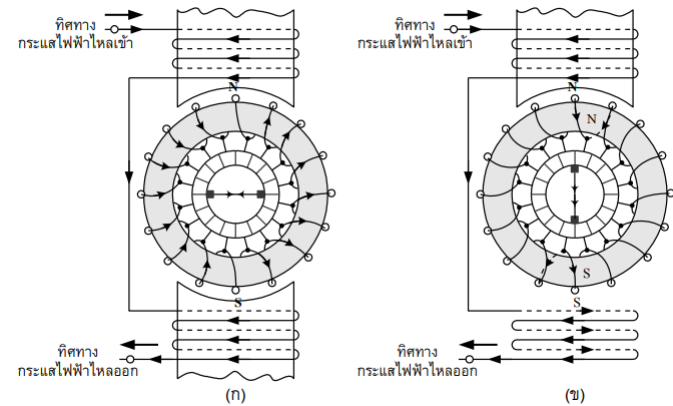 ทิศทาง
กระแสไฟฟ้าไหลเข้า
N
S
ทิศทาง
กระแสไฟฟ้าไหลออก
(ก)
ทิศทาง
กระแสไฟฟ้าไหลเข้า
N
N
S
S
ทิศทาง
กระแสไฟฟ้าไหลออก
(ข)